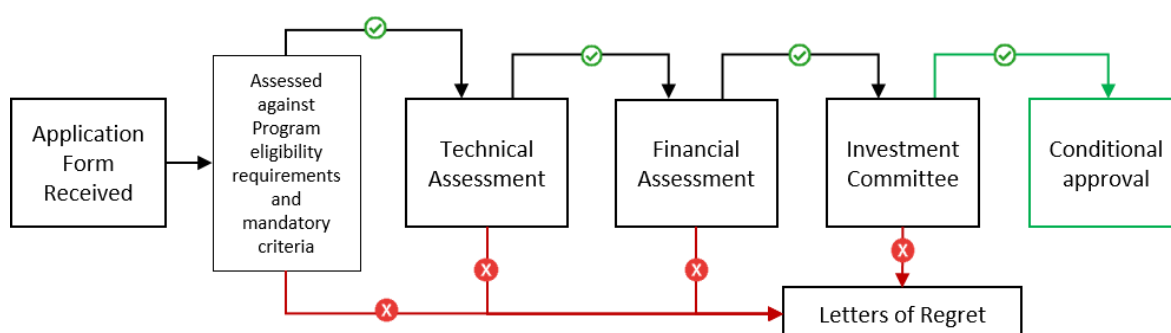 Application
Form
Received
Assessed
against
Program
eligibility
requirements
and
mandatory
criteria
Technical
Assessment
Financial
Assessment
Investment
Committee
Conditional
approval
X
X
X
X
Letters of Regret